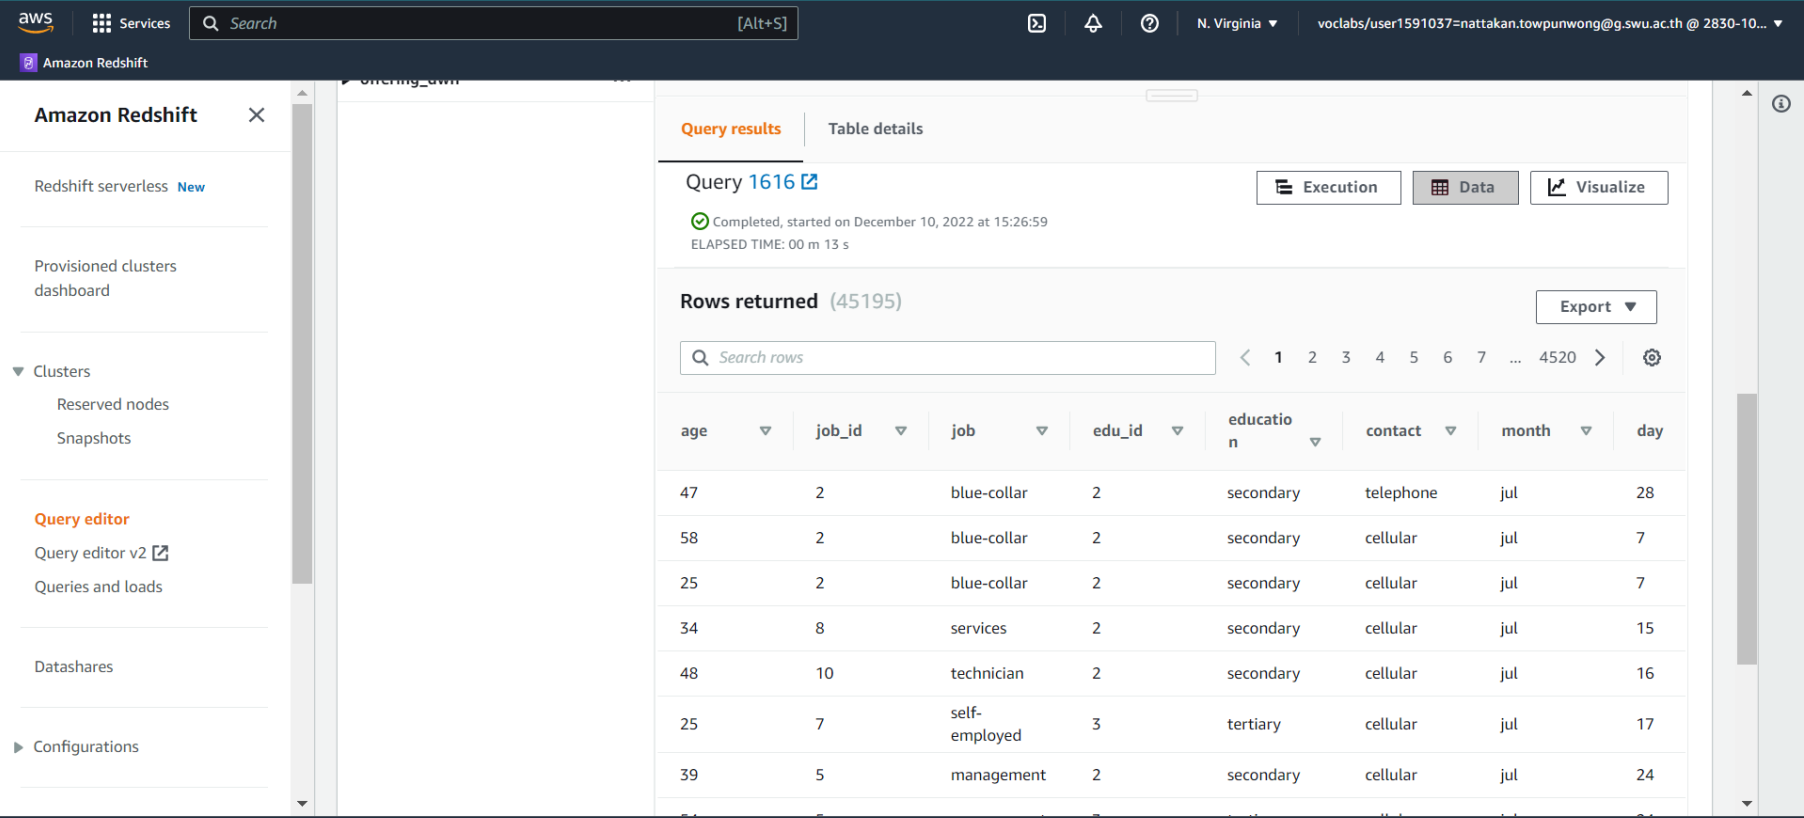 aws
Services
Search
[Alt+S]
N. Virginia
voclabs/user1591037=nattakan.towpunwong@g.swu.ac.th @ 2830-10...
Amazon Redshift
Amazon Redshift
Redshift serverless New
Provisioned clusters
dashboard
Clusters
Reserved nodes
Snapshots
Query editor
Query editor v2
Queries and loads
Datashares
Configurations
Query results
Table details
Query 1616
Execution
Data
Visualize
Completed, started on December 10, 2022 at 15:26:59
ELAPSED TIME: 00 m 13 s
Rows returned (45195)
Export
Search rows
1 2 3 4 5 6 7 ... 4520
age job_id job edu_id educatio
n contact month day
47 2 blue-collar 2 secondary telephone jul 28
58 2 blue-collar 2 secondary cellular jul 7
25 2 blue-collar 2 secondary cellular jul 7
34 8 services 2 secondary cellular jul 15
48 10 technician 2 secondary cellular jul 16
25 7 self-
employed 3 tertiary cellular jul 17
39 5 management 2 secondary cellular jul 24